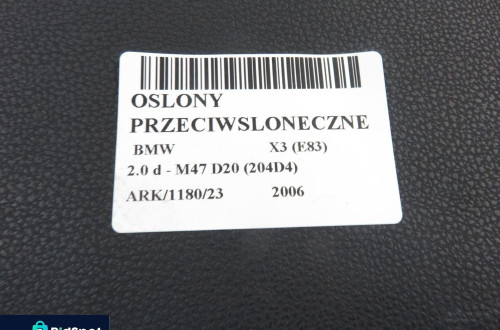 OSLONY
PRZECIWSLONECZNE
BMW X3 (E83)
2.0 d - M47 D20 (204D4)
ARK/1180/23 2006